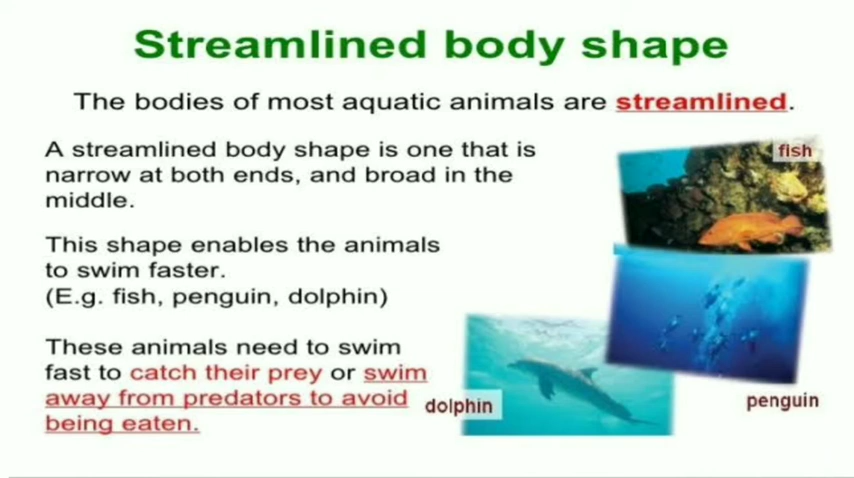 Streamlined body shape
The bodies of most aquatic animals are streamlined.
A streamlined body shape is one that is
narrow at both ends, and broad in the
middle.
This shape enables the animals
to swim faster.
(E.g. fish, penguin, dolphin)
These animals need to swim
fast to catch their prey or swim
away from predators to avoid
being eaten.
fish
dolphin
penguin